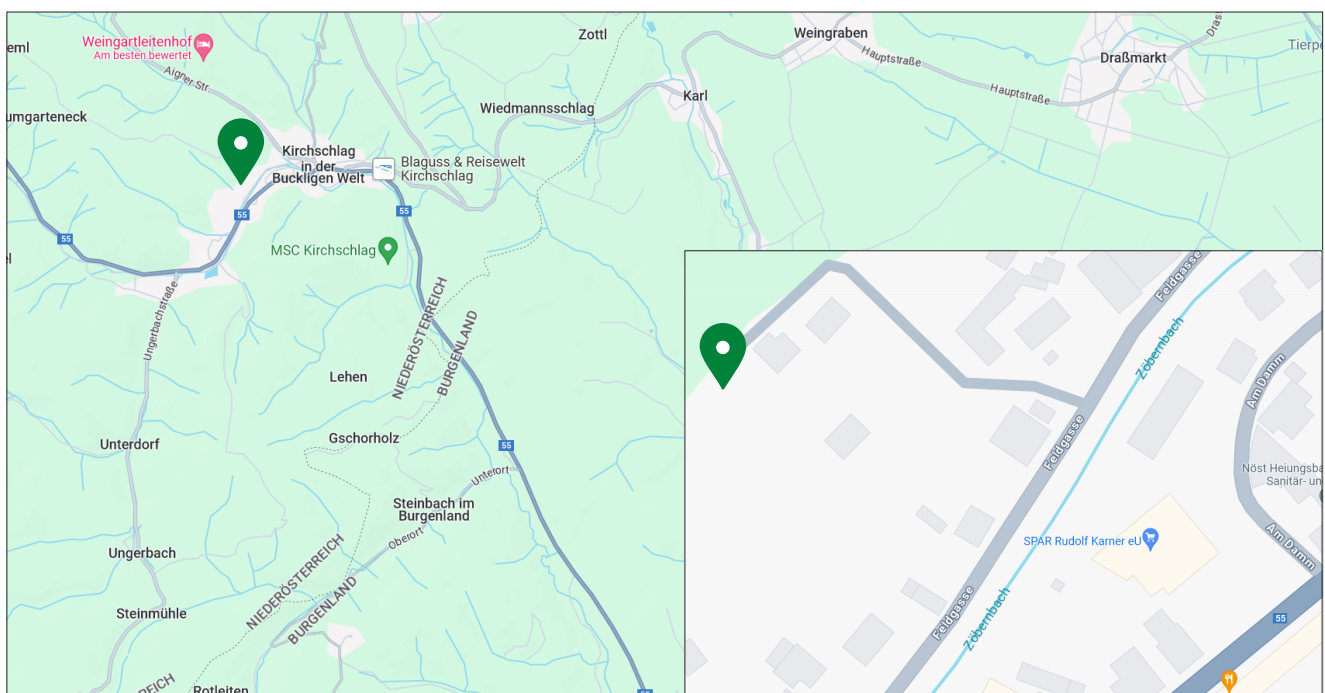 Zottl
Weingraben
Draßmarkt
eml
Weingartleitenhof
Am besten bewertet
Hauptstraße
Tierpe
Aigner Str.
Hauptstraße
Karl
Wiedmannsschlag
umgarteneck
Kirchschlag
in der
Buckligen Welt
Blaguss & Reisewelt
Kirchschlag
55
55
55
MSC Kirchschlag
Ungerbachstraße
NIEDERÖSTERREICH
BURGENLAND
Lehen
Gschorholz
Unterdorf
55
Unterort
Steinbach im
Burgenland
Oberort
Ungerbach
NIEDERÖSTERREICH
BURGENLAND
Steinmühle
REICH
Rotleiten
55
Feldgasse
Zöbernbach
Am Damm
Feldgasse
Nöst Heiungsba
Sanitär- un
SPAR Rudolf Karner eU
Am Damm
Feldgasse
Zöbernbach
55